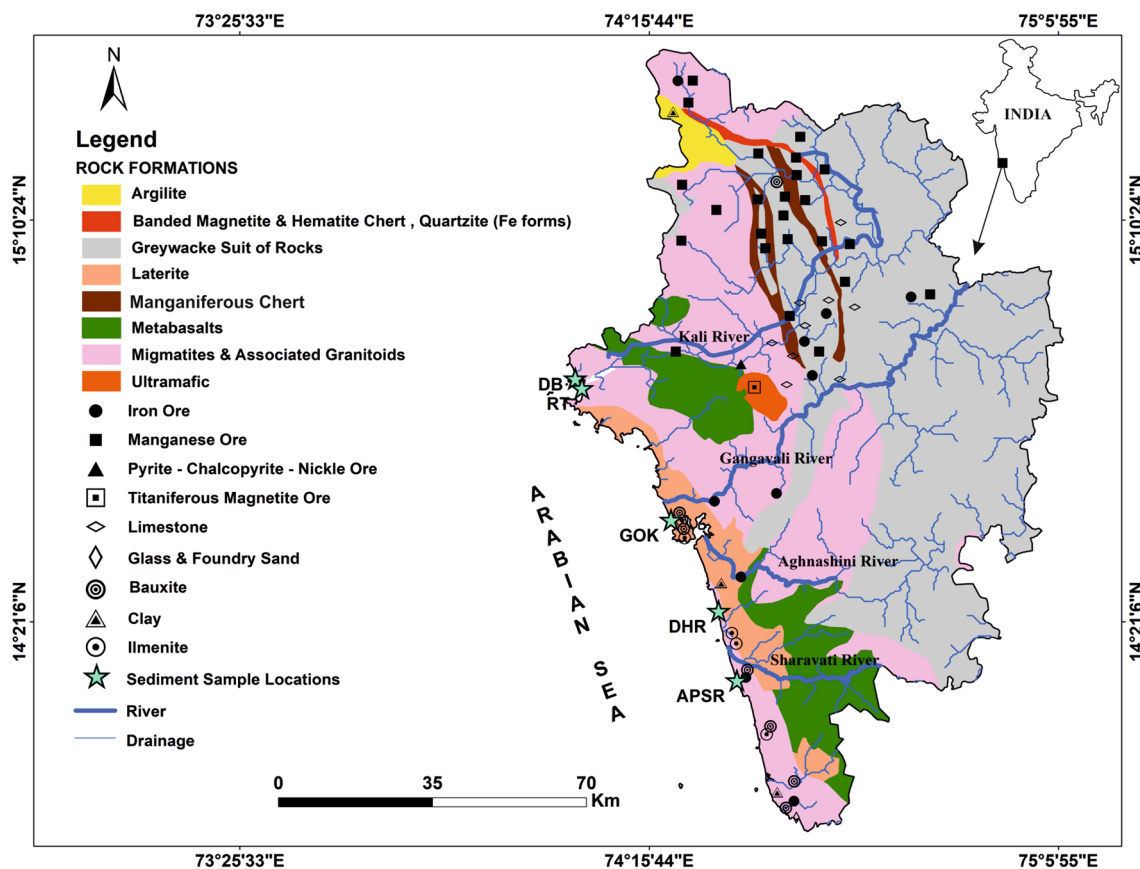 73°25'33"E
74°15'44"E
75°5'55"E
N
INDIA
Legend
ROCK FORMATIONS
Argilite
Banded Magnetite & Hematite Chert , Quartzite (Fe forms)
Greywacke Suit of Rocks
Laterite
Manganiferous Chert
Metabasalts
Migmatites & Associated Granitoids
Ultramafic
Iron Ore
Manganese Ore
Pyrite - Chalcopyrite - Nickle Ore
Titaniferous Magnetite Ore
Limestone
Glass & Foundry Sand
Bauxite
Clay
Ilmenite
Sediment Sample Locations
River
Drainage
15°10'24"N
14°21'6"N
Kali River
DB
RT
Gangavali River
GOK
Aghnashini River
DHR
Sharavati River
APSR
ARABIAN SEA
15°10'24"N
14°21'6"N
0 35 70
Km
73°25'33"E
74°15'44"E
75°5'55"E